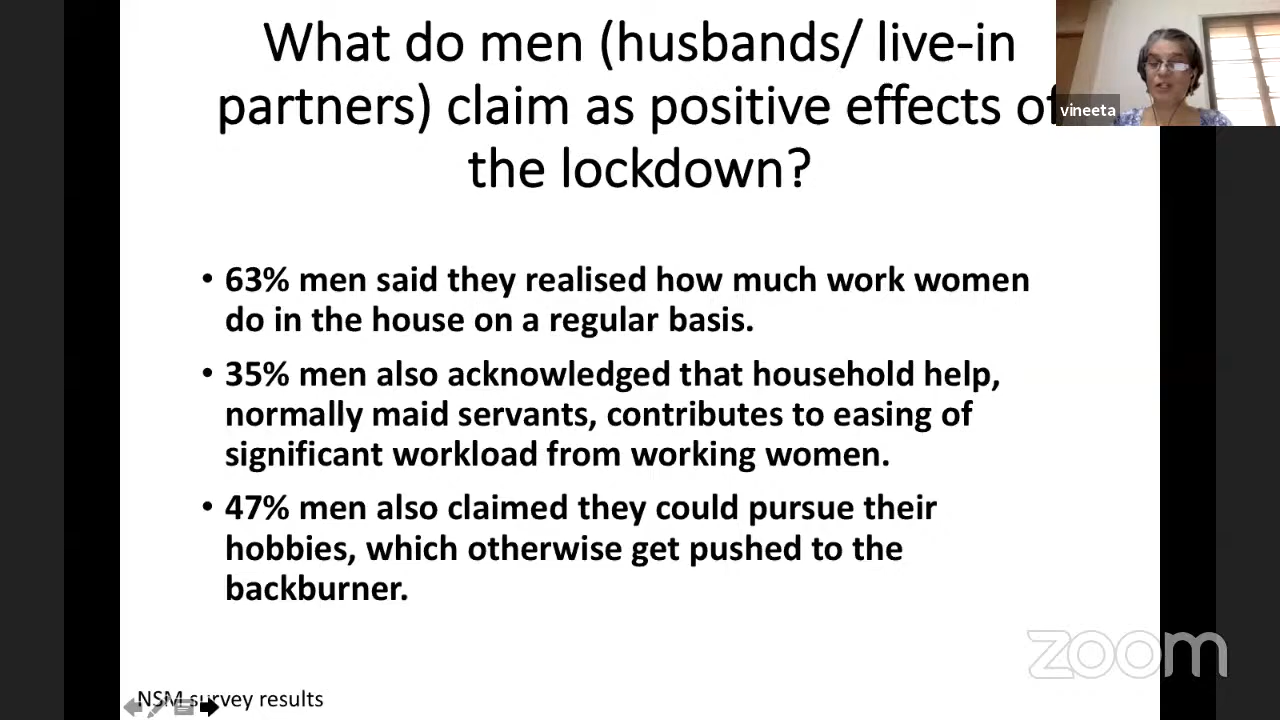 What do men (husbands/ live-in
partners) claim as positive effects of
the lockdown?
vineeta
• 63% men said they realised how much work women
do in the house on a regular basis.
• 35% men also acknowledged that household help,
normally maid servants, contributes to easing of
significant workload from working women.
• 47% men also claimed they could pursue their
hobbies, which otherwise get pushed to the
backburner.
zoom
NSM survey results